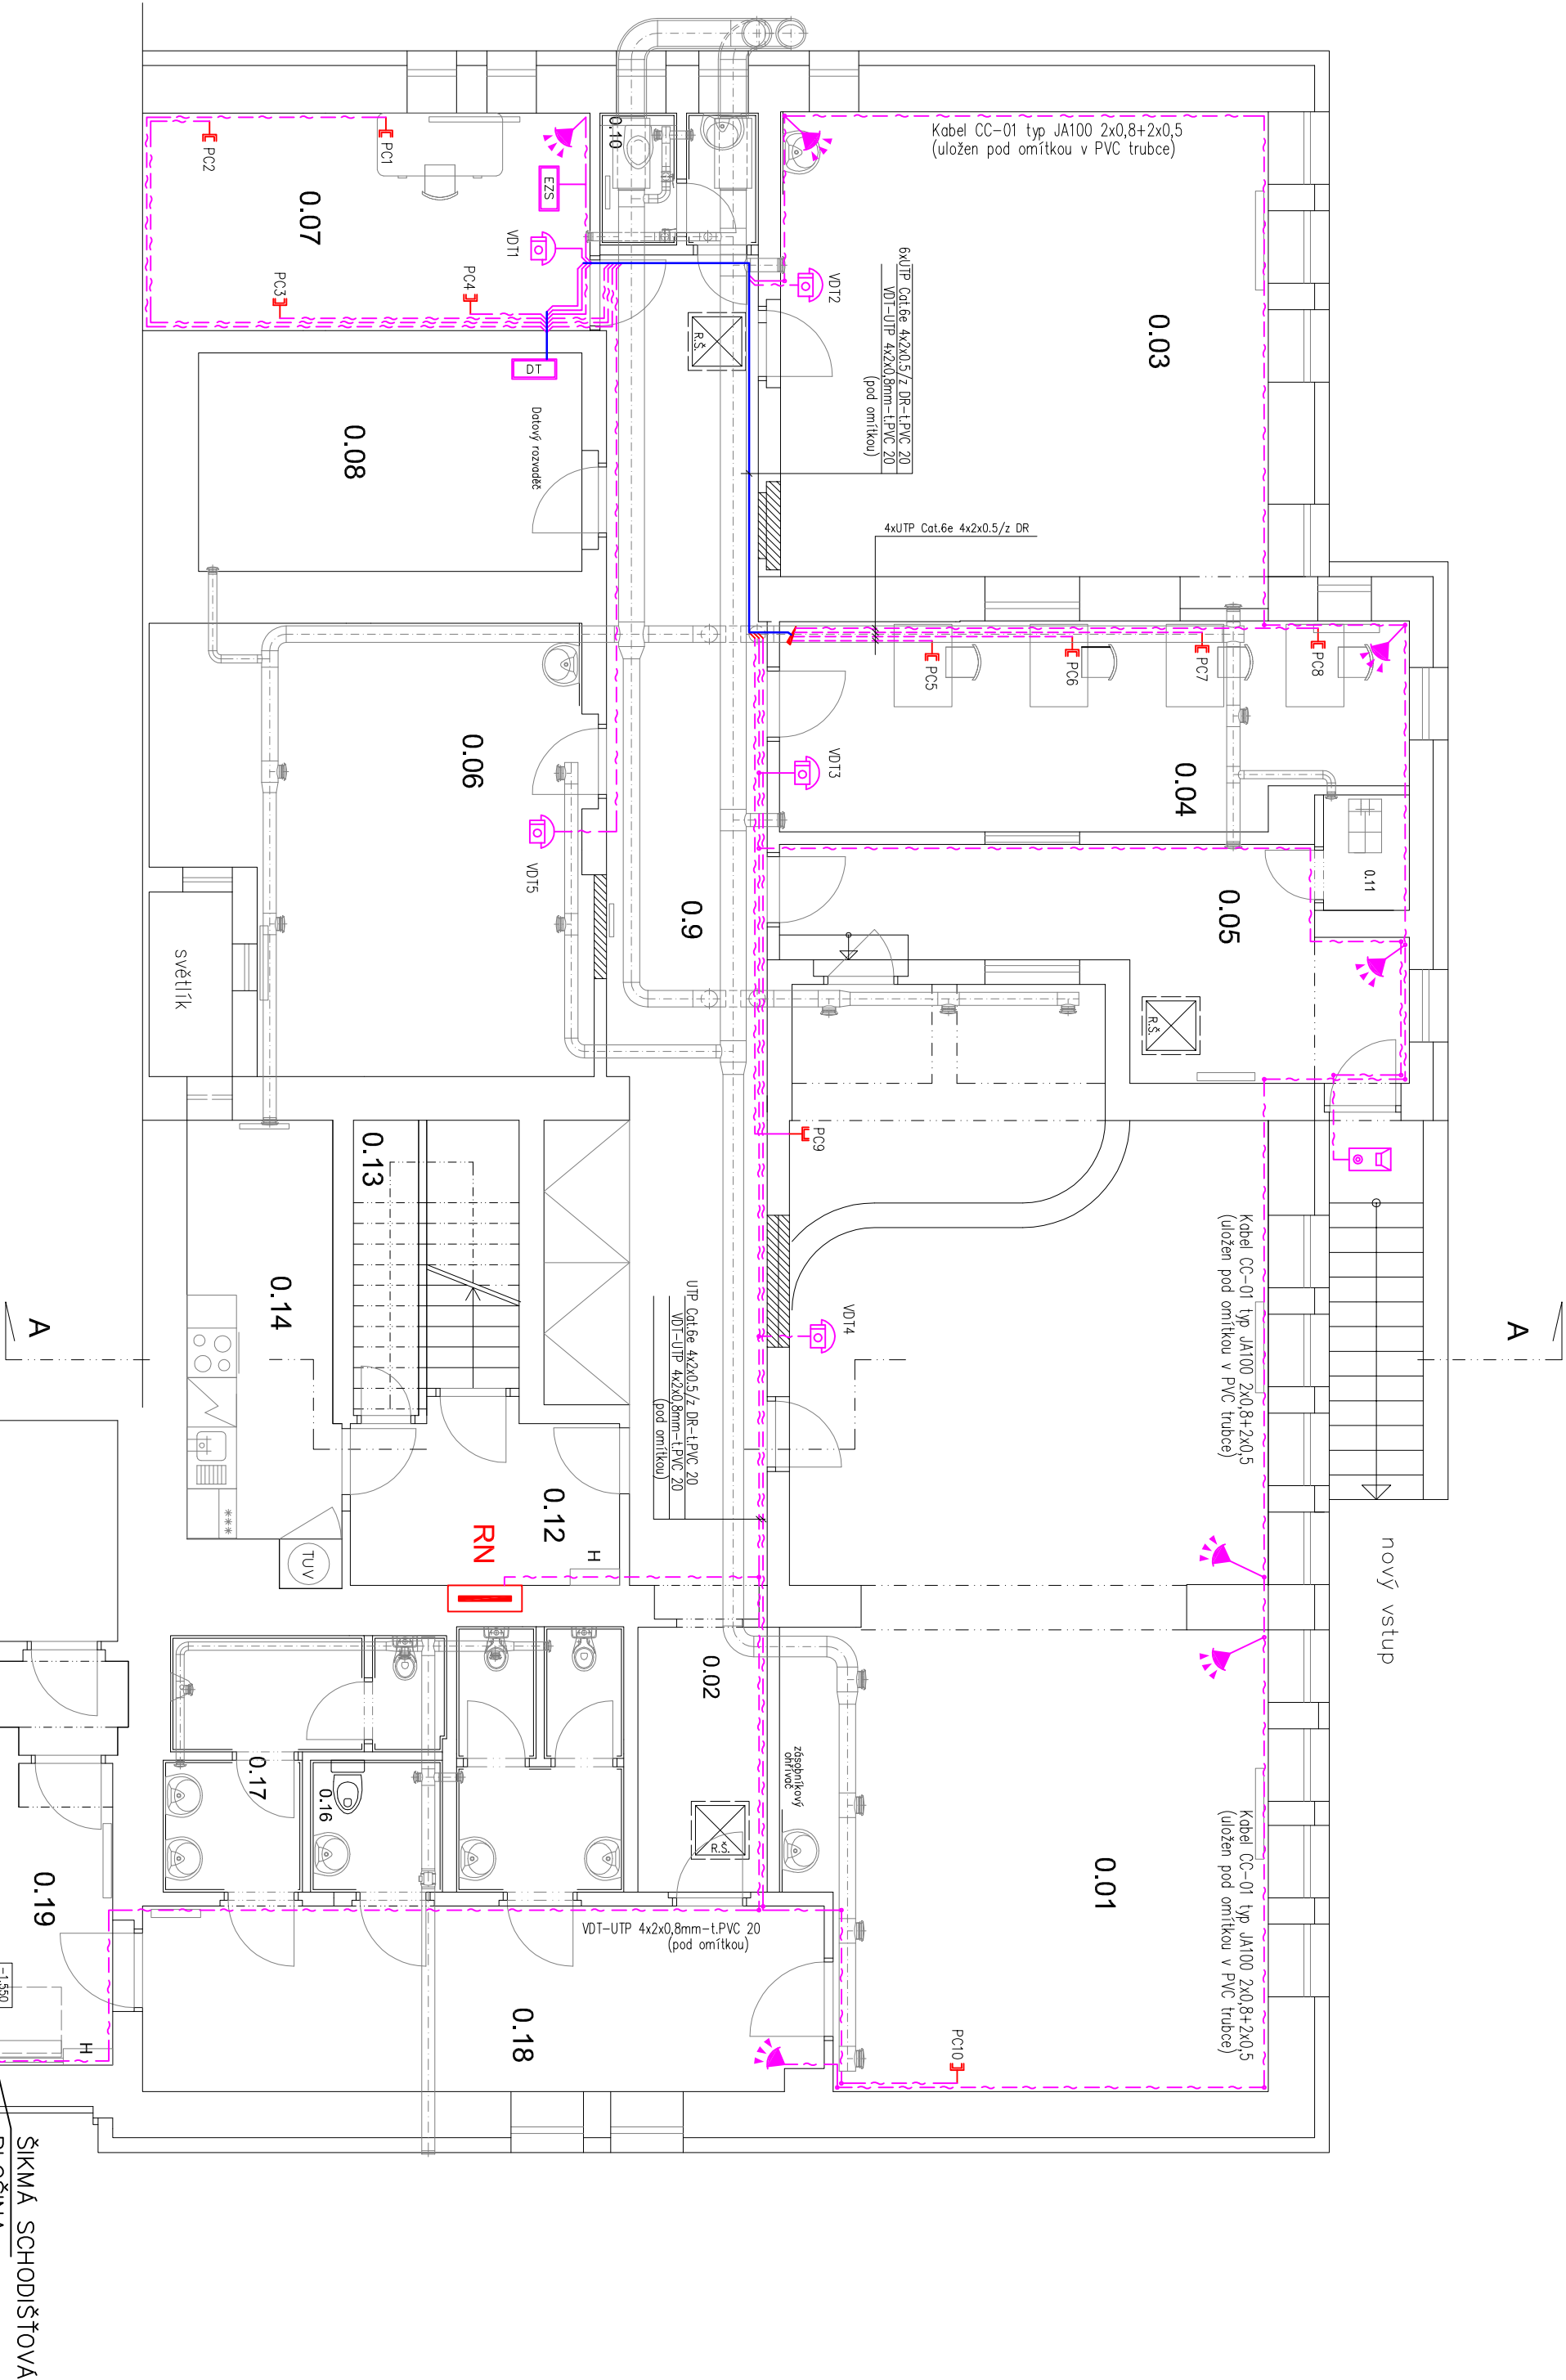 Kabel CC-01 typ JA100 2x0,8+2x0,5
(uložen pod omítkou v PVC trubce)
0.10
PC1
PC2
0.07
EZS
VDT1
PC3
PC4
VDT2
6xUTP Cat.6e 4x2x0.5/z DR-t.PVC 20
VDT-UTP 4x2x0,8mm-t.PVC 20
(pod omítkou)
0.03
R.Š.
DT
Datový rozvaděč
0.08
4xUTP Cat.6e 4x2x0.5/z DR
PC5
PC6
PC7
PC8
VDT3
0.04
0.11
0.06
VDT5
0.9
0.05
R.Š.
světlík
PC9
0.13
0.14
VDT4
Kabel CC-01 typ JA100 2x0,8+2x0,5
(uložen pod omítkou v PVC trubce)
A
A
UTP Cat.6e 4x2x0.5/z DR-t.PVC 20
VDT-UTP 4x2x0,8mm-t.PVC 20
(pod omítkou)
nový vstup
0.12
RN
H
***
TUV
0.02
zásobníkový
ohřívač
0.17
0.16
R.Š.
Kabel CC-01 typ JA100 2x0,8+2x0,5
(uložen pod omítkou v PVC trubce)
0.01
0.19
VDT-UTP 4x2x0,8mm-t.PVC 20
(pod omítkou)
-1,550
H
0.18
PC10
ŠIKMÁ SCHODIŠŤOVÁ